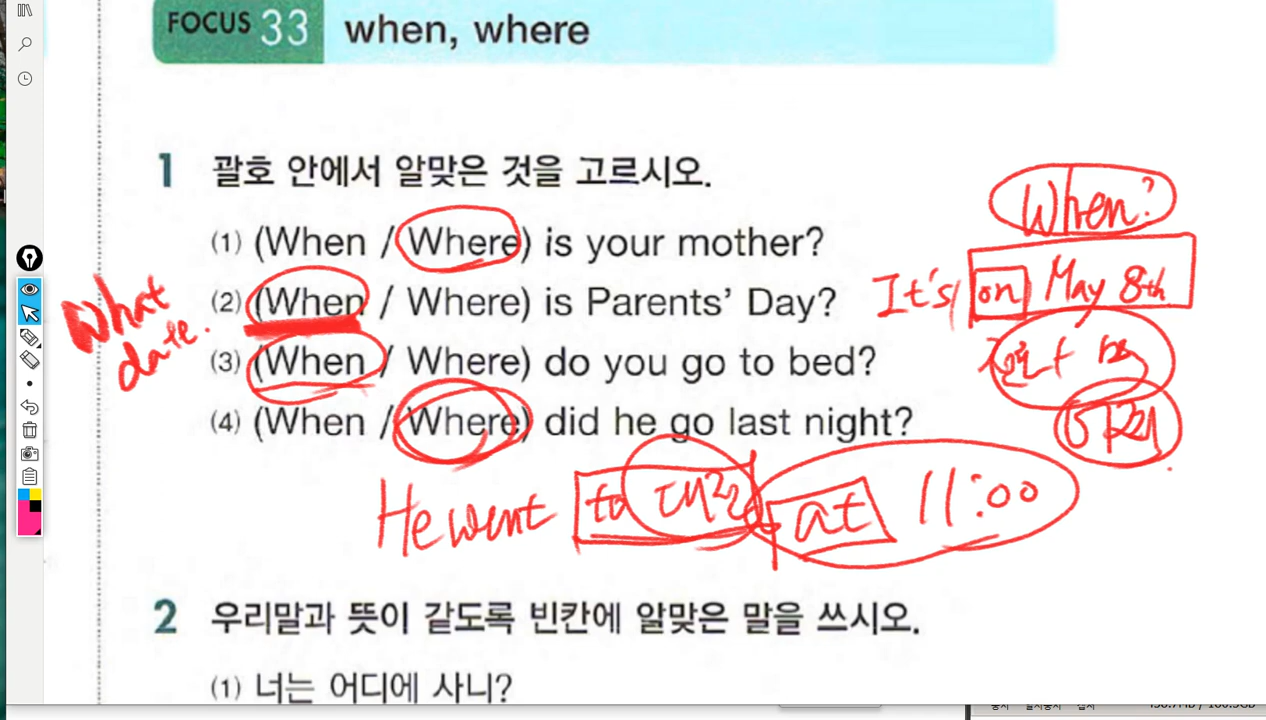 FOCUS 33 when, where
1 괄호 안에서 알맞은 것을 고르시오.
When?
(1) (When / Where) is your mother?
(2) (When / Where) is Parents' Day?
It's on May 8th
What date.
(3) (When / Where) do you go to bed?
(4) (When / Where) did he go last night?
He went to at 11:00
2 우리말과 뜻이 같도록 빈칸에 알맞은 말을 쓰시오.
(1) 너는 어디에 사니?